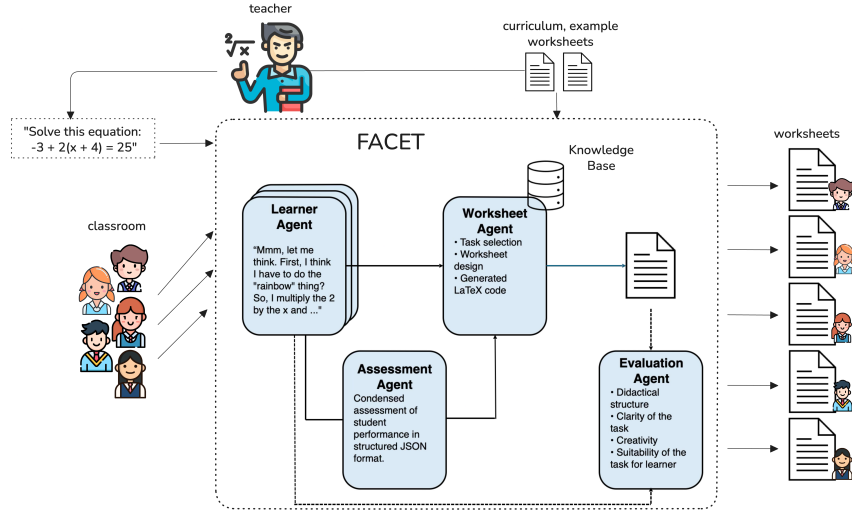 teacher
2√x
curriculum, example
worksheets
"Solve this equation:
-3 + 2(x + 4) = 25"
FACET
Knowledge
Base
worksheets
classroom
Learner
Agent
"Mmm, let me
think. First, I think
I have to do the
"rainbow" thing?
So, I multiply the 2
by the x and ..."
Worksheet
Agent
• Task selection
• Worksheet
design
• Generated
LaTeX code
Assessment
Agent
Condensed
assessment of
student
performance in
structured JSON
format.
Evaluation
Agent
• Didactical
structure
• Clarity of the
task
• Creativity
• Suitability of the
task for learner